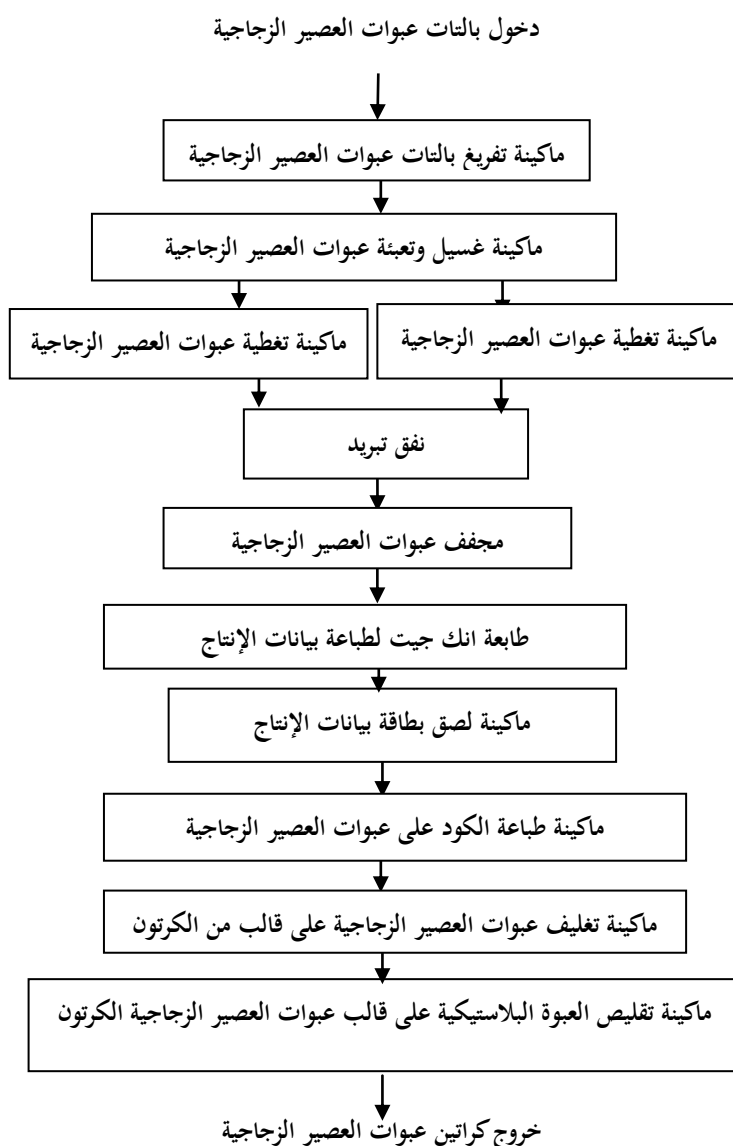 دخول بالتات عبوات العصير الزجاجية
ماكينة تفريغ بالتات عبوات العصير الزجاجية
ماكينة غسيل وتعبئة عبوات العصير الزجاجية
ماكينة تغطية عبوات العصير الزجاجية
ماكينة تغطية عبوات العصير الزجاجية
نفق تبريد
مجفف عبوات العصير الزجاجية
طابعة انك جيت لطباعة بيانات الإنتاج
ماكينة لصق بطاقة بيانات الإنتاج
ماكينة طباعة الكود على عبوات العصير الزجاجية
ماكينة تغليف عبوات العصير الزجاجية على قالب من الكرتون
ماكينة تقليص العبوة البلاستيكية على قالب عبوات العصير الزجاجية الكرتون
خروج كراتين عبوات العصير الزجاجية